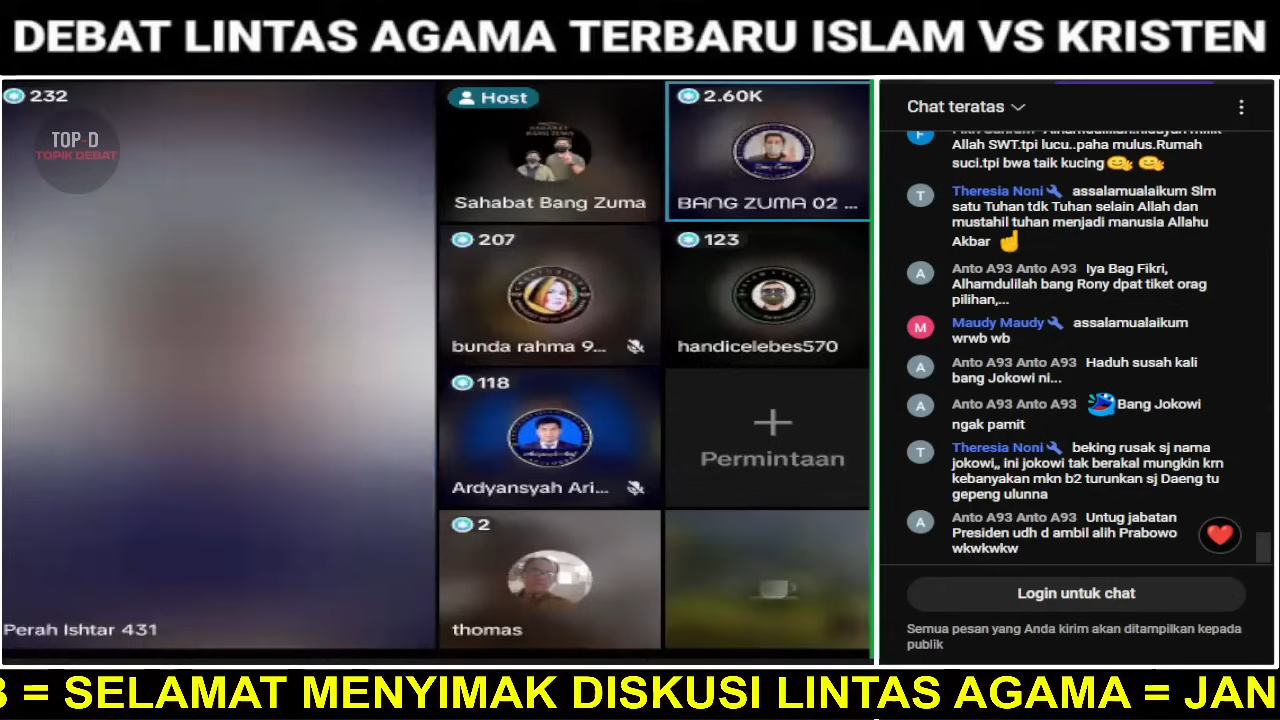 DEBAT LINTAS AGAMA TERBARU ISLAM VS KRISTEN
232
TOP-D
TOPIK DEBAT
Perah Ishtar 431
Host
Sahabat Bang Zuma
2.60K
BANG ZUMA 02 ...
207
bunda rahma 9...
123
handicelebes570
118
Ardyansyah Ari...
+
Permintaan
2
thomas
Chat teratas
Allah SWT.tpi lucu..paha mulus.Rumah
suci.tpi bwa taik kucing
T
Theresia Noni assalamualaikum Slm
satu Tuhan tdk Tuhan selain Allah dan
mustahil tuhan menjadi manusia Allahu
Akbar
A
Anto A93 Anto A93 Iya Bag Fikri,
Alhamdulilah bang Rony dpat tiket orag
pilihan,...
M
Maudy Maudy assalamualaikum
wrwb wb
A
Anto A93 Anto A93 Haduh susah kali
bang Jokowi ni...
A
Anto A93 Anto A93 Bang Jokowi
ngak pamit
T
Theresia Noni beking rusak sj nama
jokowi,, ini jokowi tak berakal mungkin krn
kebanyakan mkn b2 turunkan sj Daeng tu
gepeng ulunna
A
Anto A93 Anto A93 Untug jabatan
Presiden udh d ambil alih Prabowo
wkwkwkw
Login untuk chat
Semua pesan yang Anda kirim akan ditampilkan kepada
publik
= SELAMAT MENYIMAK DISKUSI LINTAS AGAMA = JAN